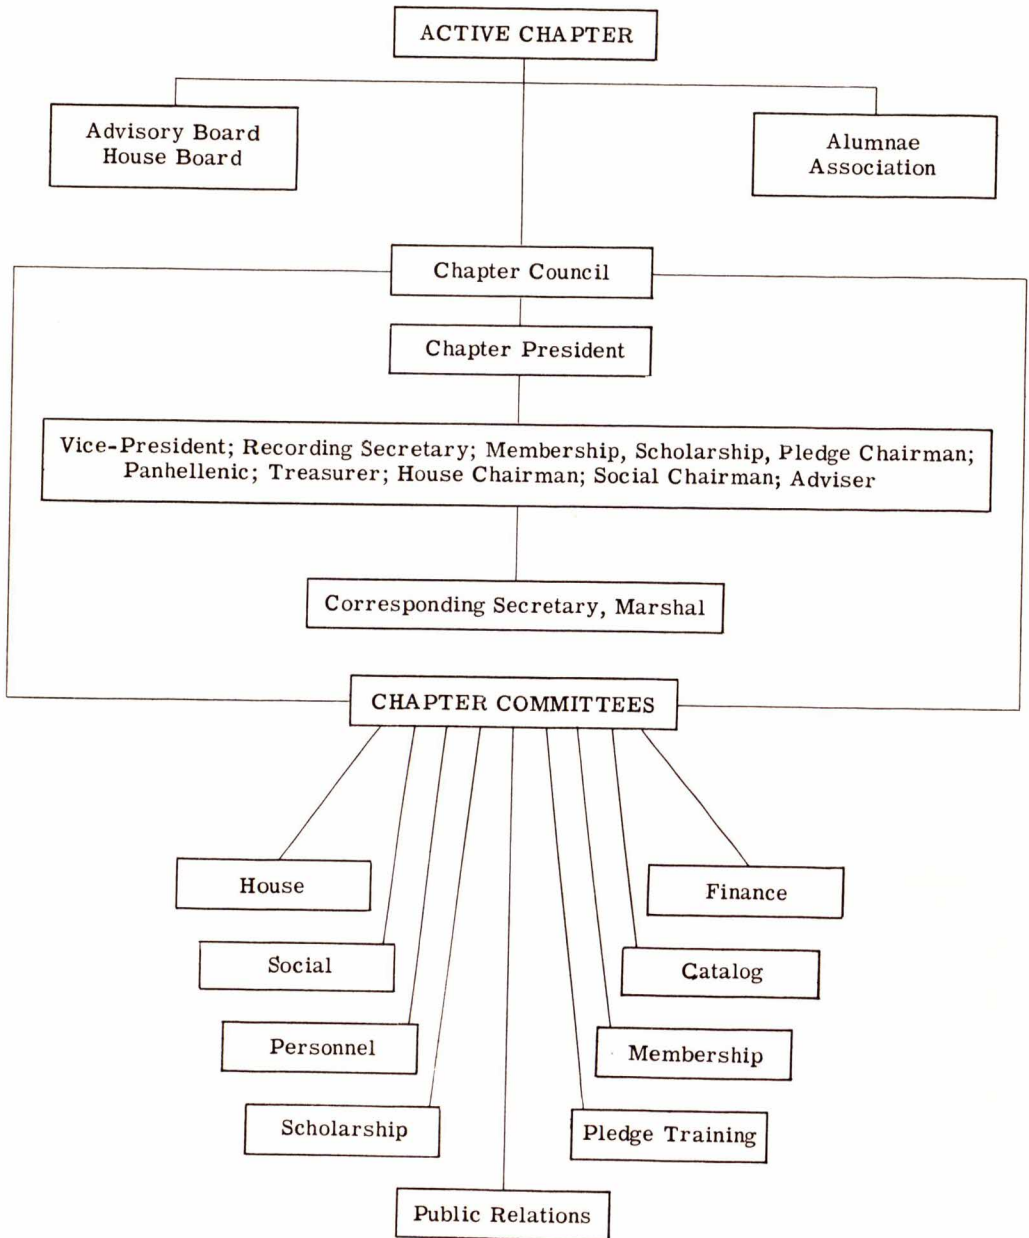 ACTIVE CHAPTER
Advisory Board
House Board
Alumnae
Association
Chapter Council
Chapter President
Vice-President; Recording Secretary; Membership, Scholarship, Pledge Chairman;
Panhellenic; Treasurer; House Chairman; Social Chairman; Adviser
Corresponding Secretary, Marshal
CHAPTER COMMITTEES
House
Finance
Social
Catalog
Personnel
Membership
Scholarship
Pledge Training
Public Relations